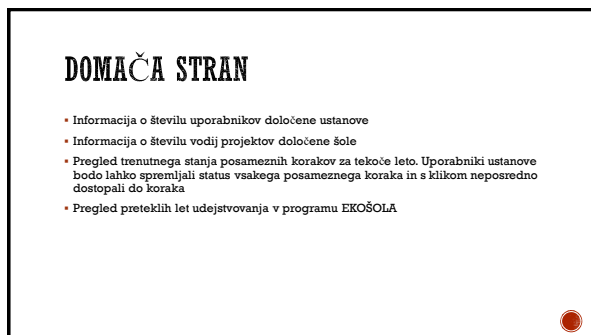 DOMAČA STRAN
▪ Informacija o številu uporabnikov določene ustanove
▪ Informacija o številu vodij projektov določene šole
▪ Pregled trenutnega stanja posameznih korakov za tekoče leto. Uporabniki ustanove
bodo lahko spremljali status vsakega posameznega koraka in s klikom neposredno
dostopali do koraka
▪ Pregled preteklih let udejstvovanja v programu EKOŠOLA